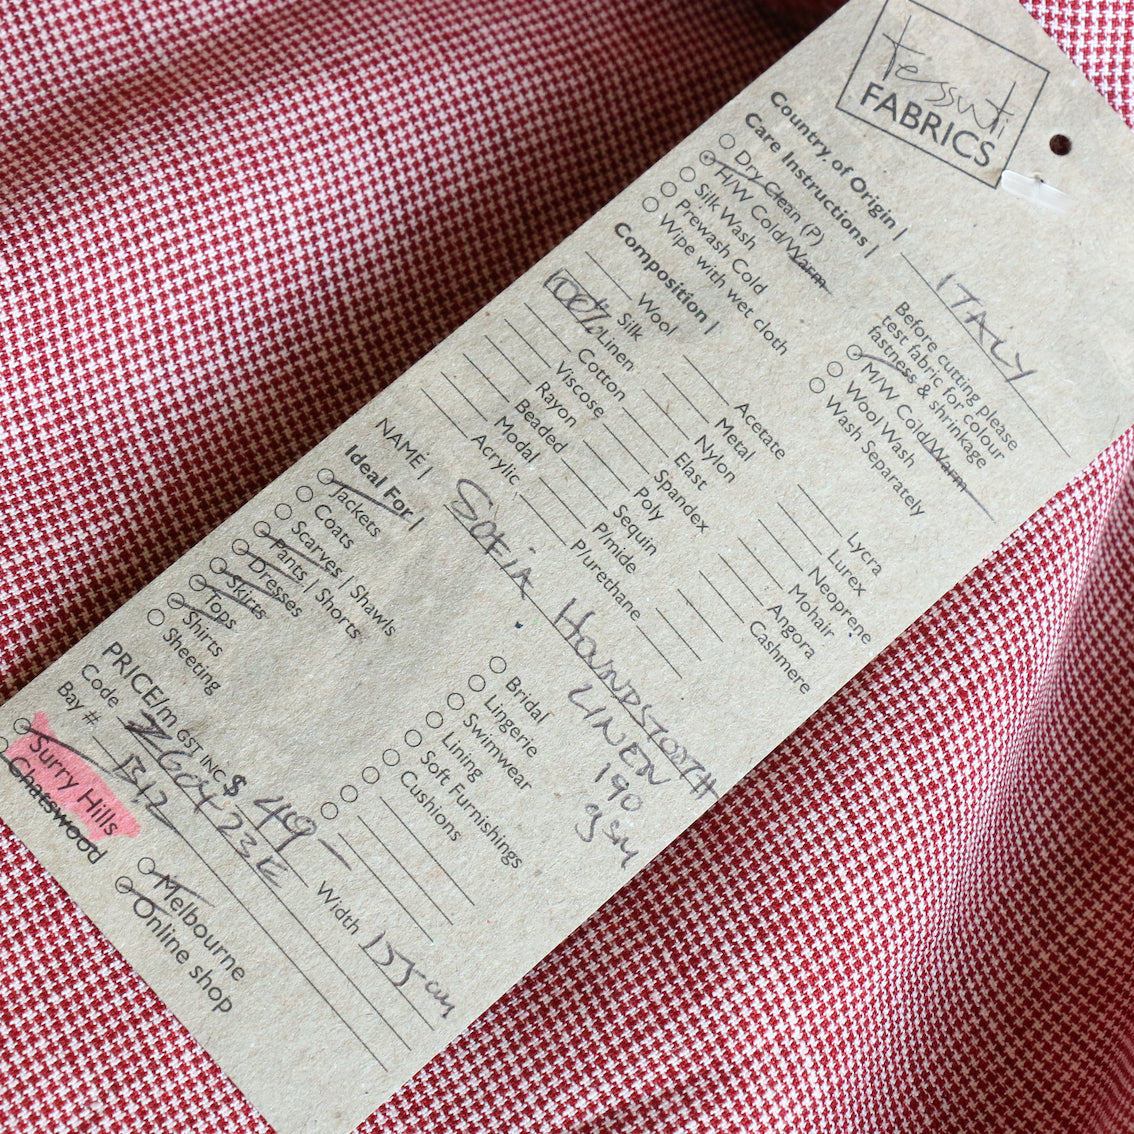 tessuti
FABRICS
Country of Origin | ITALY
Care Instructions |
Dry Clean (P)
H/W Cold/Warm
Silk Wash
Prewash Cold
Wipe with wet cloth
Before cutting please
test fabric for colour
fastness & shrinkage
M/W Cold/Warm
Wool Wash
Wash Separately
Composition |
Wool
Silk
100% Linen
Cotton
Viscose
Rayon
Beaded
Modal
Acrylic
Acetate
Metal
Nylon
Elast
Spandex
Poly
Sequin
P/mide
P/urethane
Lycra
Lurex
Neoprene
Mohair
Angora
Cashmere
NAME | SOFIA HOUNDSTOOTH
LINEN
190
gsm
Ideal For |
Jackets
Coats
Scarves | Shawls
Pants | Shorts
Dresses
Skirts
Tops
Shirts
Sheeting
Bridal
Lingerie
Swimwear
Lining
Soft Furnishings
Cushions
PRICE/m GST INC $ 49 —
Code
Bay # B12
Width 155cm
Surry Hills
Chatswood
Melbourne
Online shop